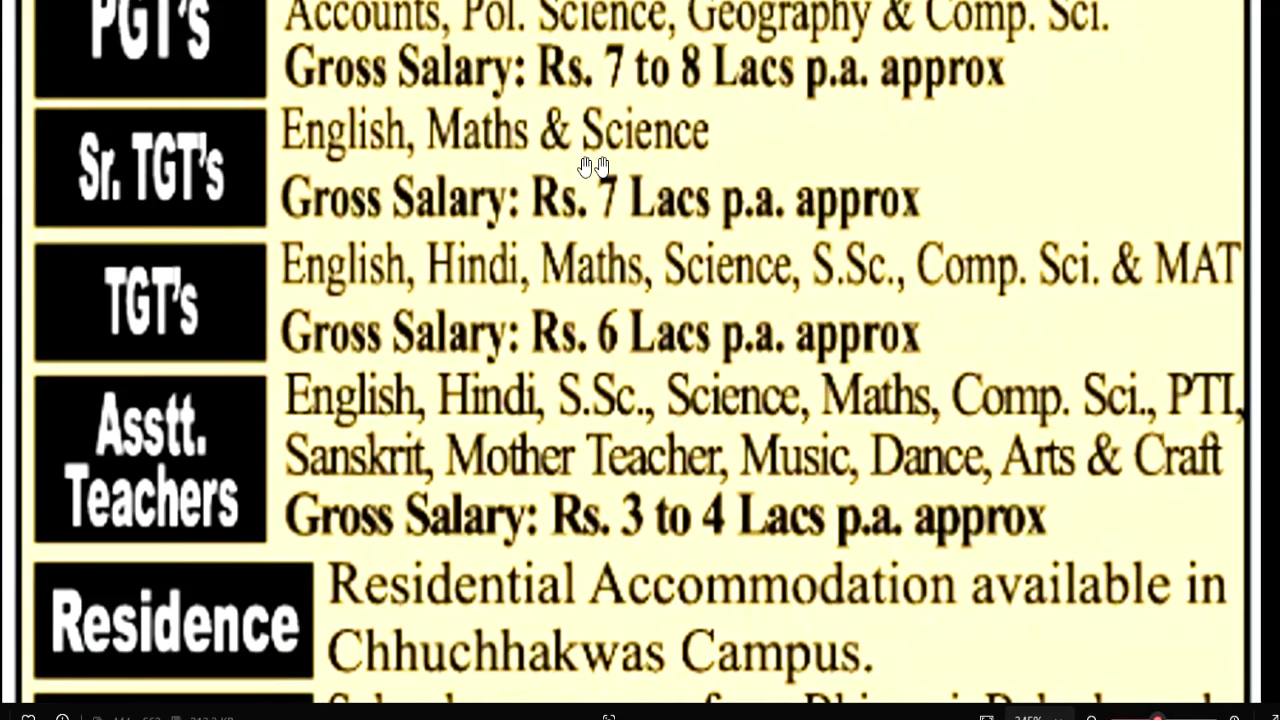 PGT's
Accounts, Pol. Science, Geography & Comp. Sci.
Gross Salary: Rs. 7 to 8 Lacs p.a. approx
Sr. TGT's
English, Maths & Science
Gross Salary: Rs. 7 Lacs p.a. approx
TGT's
English, Hindi, Maths, Science, S.Sc., Comp. Sci. & MAT
Gross Salary: Rs. 6 Lacs p.a. approx
Asstt.
Teachers
English, Hindi, S.Sc., Science, Maths, Comp. Sci., PTI,
Sanskrit, Mother Teacher, Music, Dance, Arts & Craft
Gross Salary: Rs. 3 to 4 Lacs p.a. approx
Residence
Residential Accommodation available in
Chhuchhakwas Campus.